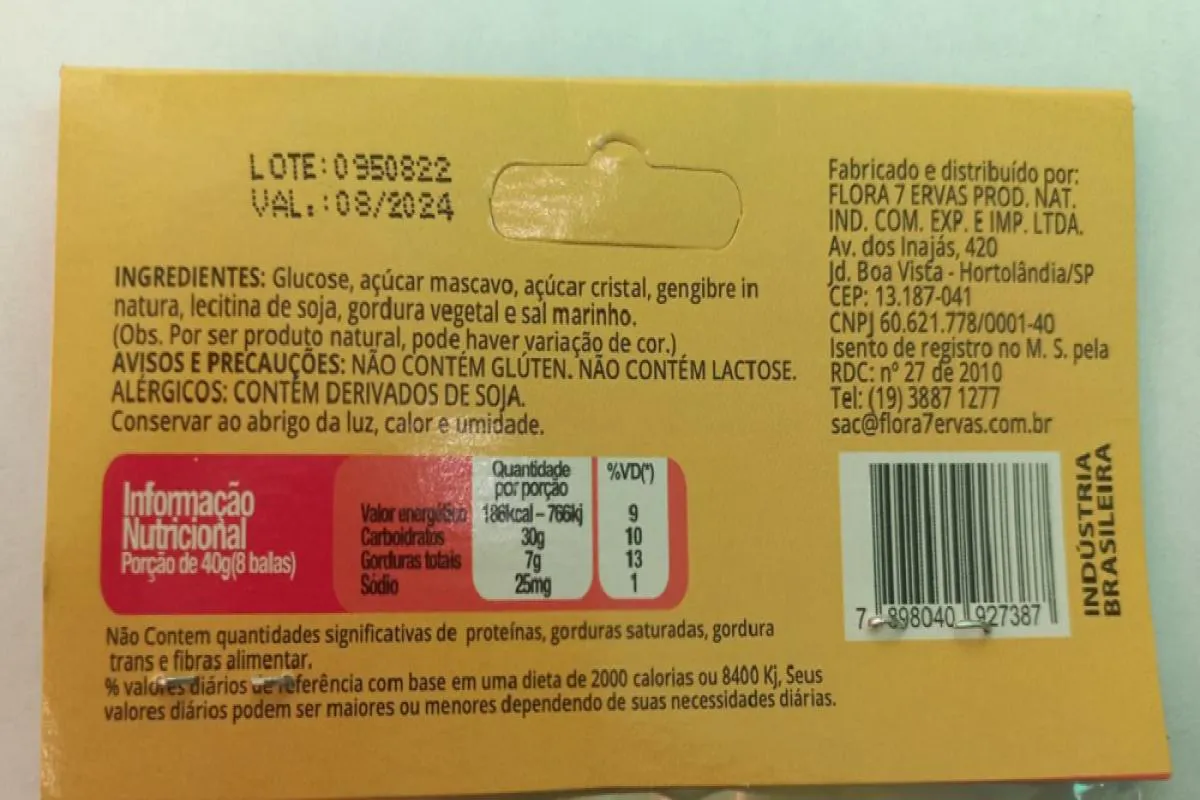 LOTE:0950822
VAL.:08/2024
INGREDIENTES: Glucose, açúcar mascavo, açúcar cristal, gengibre in
natura, lecitina de soja, gordura vegetal e sal marinho.
(Obs. Por ser produto natural, pode haver variação de cor.)
AVISOS E PRECAUÇÕES: NÃO CONTÉM GLÚTEN. NÃO CONTÉM LACTOSE.
ALÉRGICOS: CONTÉM DERIVADOS DE SOJA.
Conservar ao abrigo da luz, calor e umidade.
Fabricado e distribuído por:
FLORA 7 ERVAS PROD. NAT.
IND. COM. EXP. E IMP. LTDA.
Av. dos Inajás, 420
Jd. Boa Vista - Hortolândia/SP
CEP: 13.187-041
CNPJ 60.621.778/0001-40
Isento de registro no M. S. pela
RDC: nº 27 de 2010
Tel: (19) 3887 1277
sac@flora7ervas.com.br
Informação
Nutricional
Porção de 40g(8 balas)
Quantidade
por porção %VD(*)
Valor energético 186kcal – 766kj 9
Carboidratos 30g 10
Gorduras totais 7g 13
Sódio 25mg 1
7 898040 927387
INDÚSTRIA
BRASILEIRA
Não Contem quantidades significativas de proteínas, gorduras saturadas, gordura
trans e fibras alimentar.
% valores diários de referência com base em uma dieta de 2000 calorias ou 8400 Kj, Seus
valores diários podem ser maiores ou menores dependendo de suas necessidades diárias.